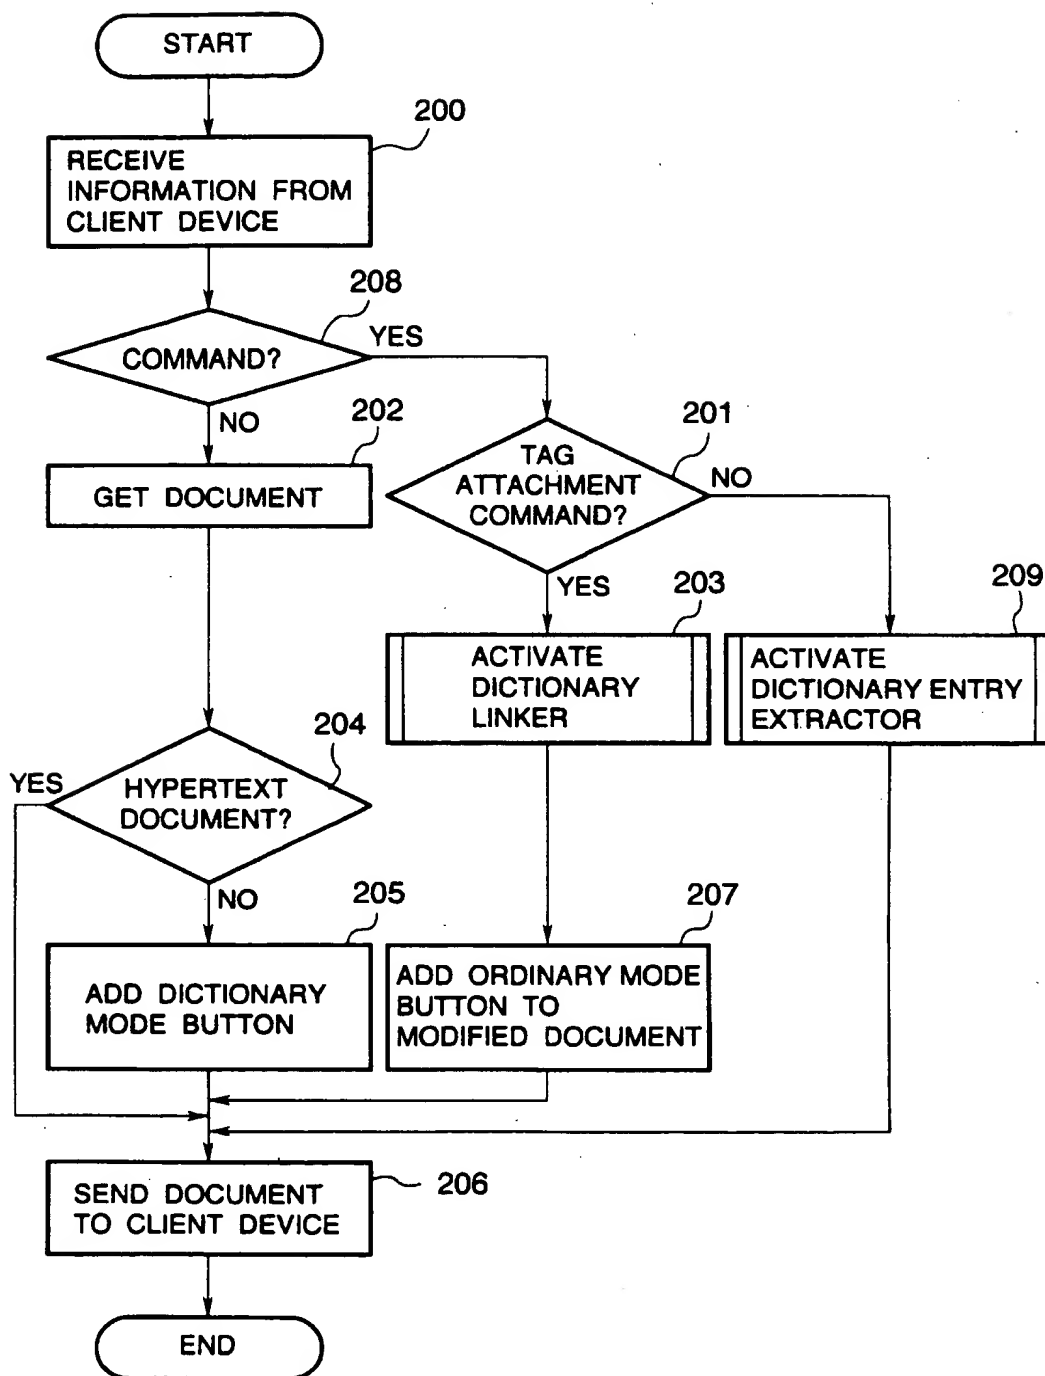 START
200
RECEIVE
INFORMATION FROM
CLIENT DEVICE
208
COMMAND?
YES
NO
202
GET DOCUMENT
201
TAG
ATTACHMENT
COMMAND?
NO
YES
203
ACTIVATE
DICTIONARY
LINKER
209
ACTIVATE
DICTIONARY ENTRY
EXTRACTOR
204
YES
HYPERTEXT
DOCUMENT?
NO
205
ADD DICTIONARY
MODE BUTTON
207
ADD ORDINARY MODE
BUTTON TO
MODIFIED DOCUMENT
206
SEND DOCUMENT
TO CLIENT DEVICE
END